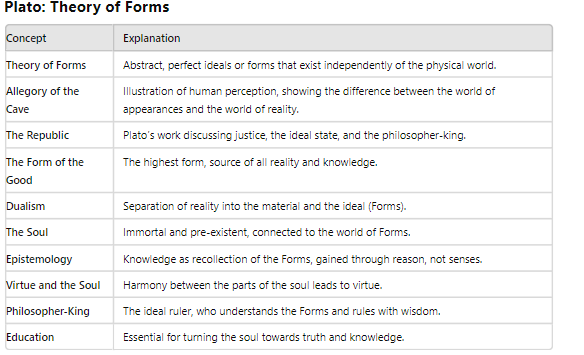 Plato: Theory of Forms
Concept Explanation
Theory of Forms Abstract, perfect ideals or forms that exist independently of the physical world.
Allegory of the Illustration of human perception, showing the difference between the world of
Cave appearances and the world of reality.
The Republic Plato's work discussing justice, the ideal state, and the philosopher-king.
The Form of the The highest form, source of all reality and knowledge.
Good
Dualism Separation of reality into the material and the ideal (Forms).
The Soul Immortal and pre-existent, connected to the world of Forms.
Epistemology Knowledge as recollection of the Forms, gained through reason, not senses.
Virtue and the Soul Harmony between the parts of the soul leads to virtue.
Philosopher-King The ideal ruler, who understands the Forms and rules with wisdom.
Education Essential for turning the soul towards truth and knowledge.